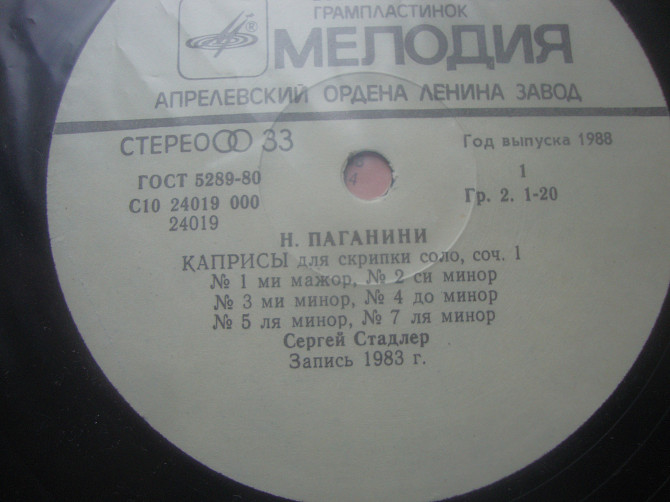 ГРАМПЛАСТИНОК
МЕЛОДИЯ
АПРЕЛЕВСКИЙ ОРДЕНА ЛЕНИНА ЗАВОД
СТЕРЕО 33
Год выпуска 1988
ГОСТ 5289-80
1
С10 24019 000
Гр. 2. 1-20
24019
Н. ПАГАНИНИ
КАПРИСЫ для скрипки соло, соч. 1
№ 1 ми мажор, № 2 си минор
№ 3 ми минор, № 4 до минор
№ 5 ля минор, № 7 ля минор
Сергей Стадлер
Запись 1983 г.